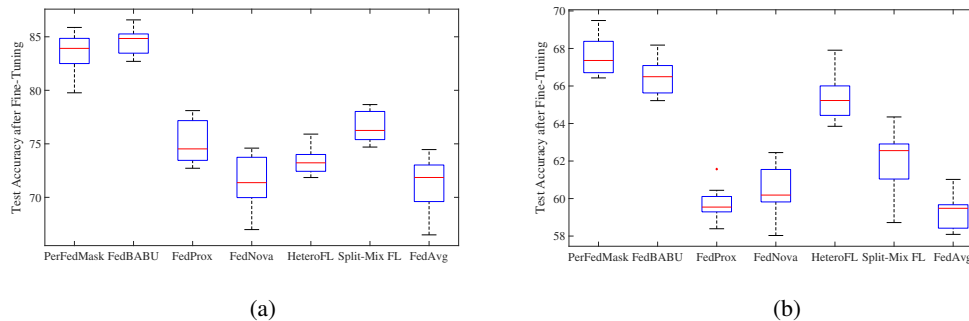 Test Accuracy after Fine-Tuning
85
80
75
70
PerFedMask FedBABU FedProx FedNova HeteroFL Split-Mix FL FedAvg
(a)
Test Accuracy after Fine-Tuning
70
68
66
64
62
60
58
PerFedMask FedBABU FedProx FedNova HeteroFL Split-Mix FL FedAvg
(b)